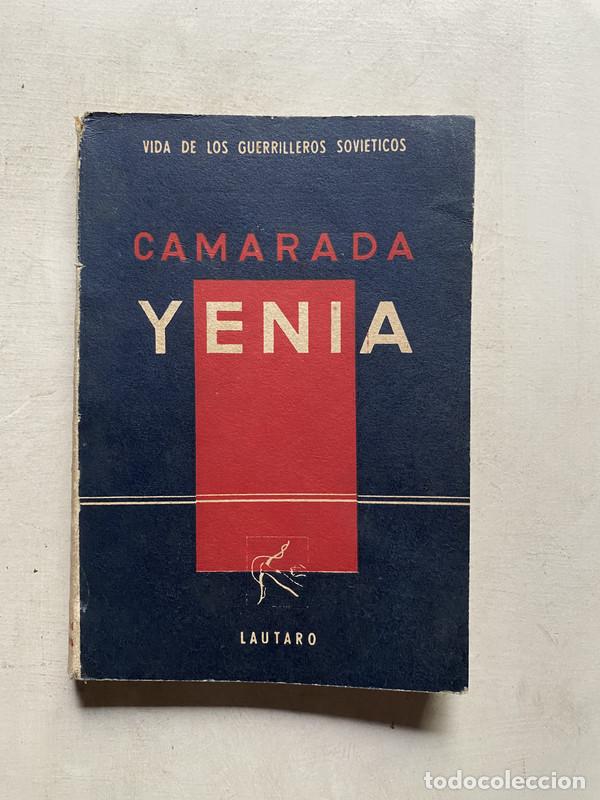 VIDA DE LOS GUERRILLEROS SOVIETICOS
CAMARADA
YENIA
LAUTARO
todocoleccion